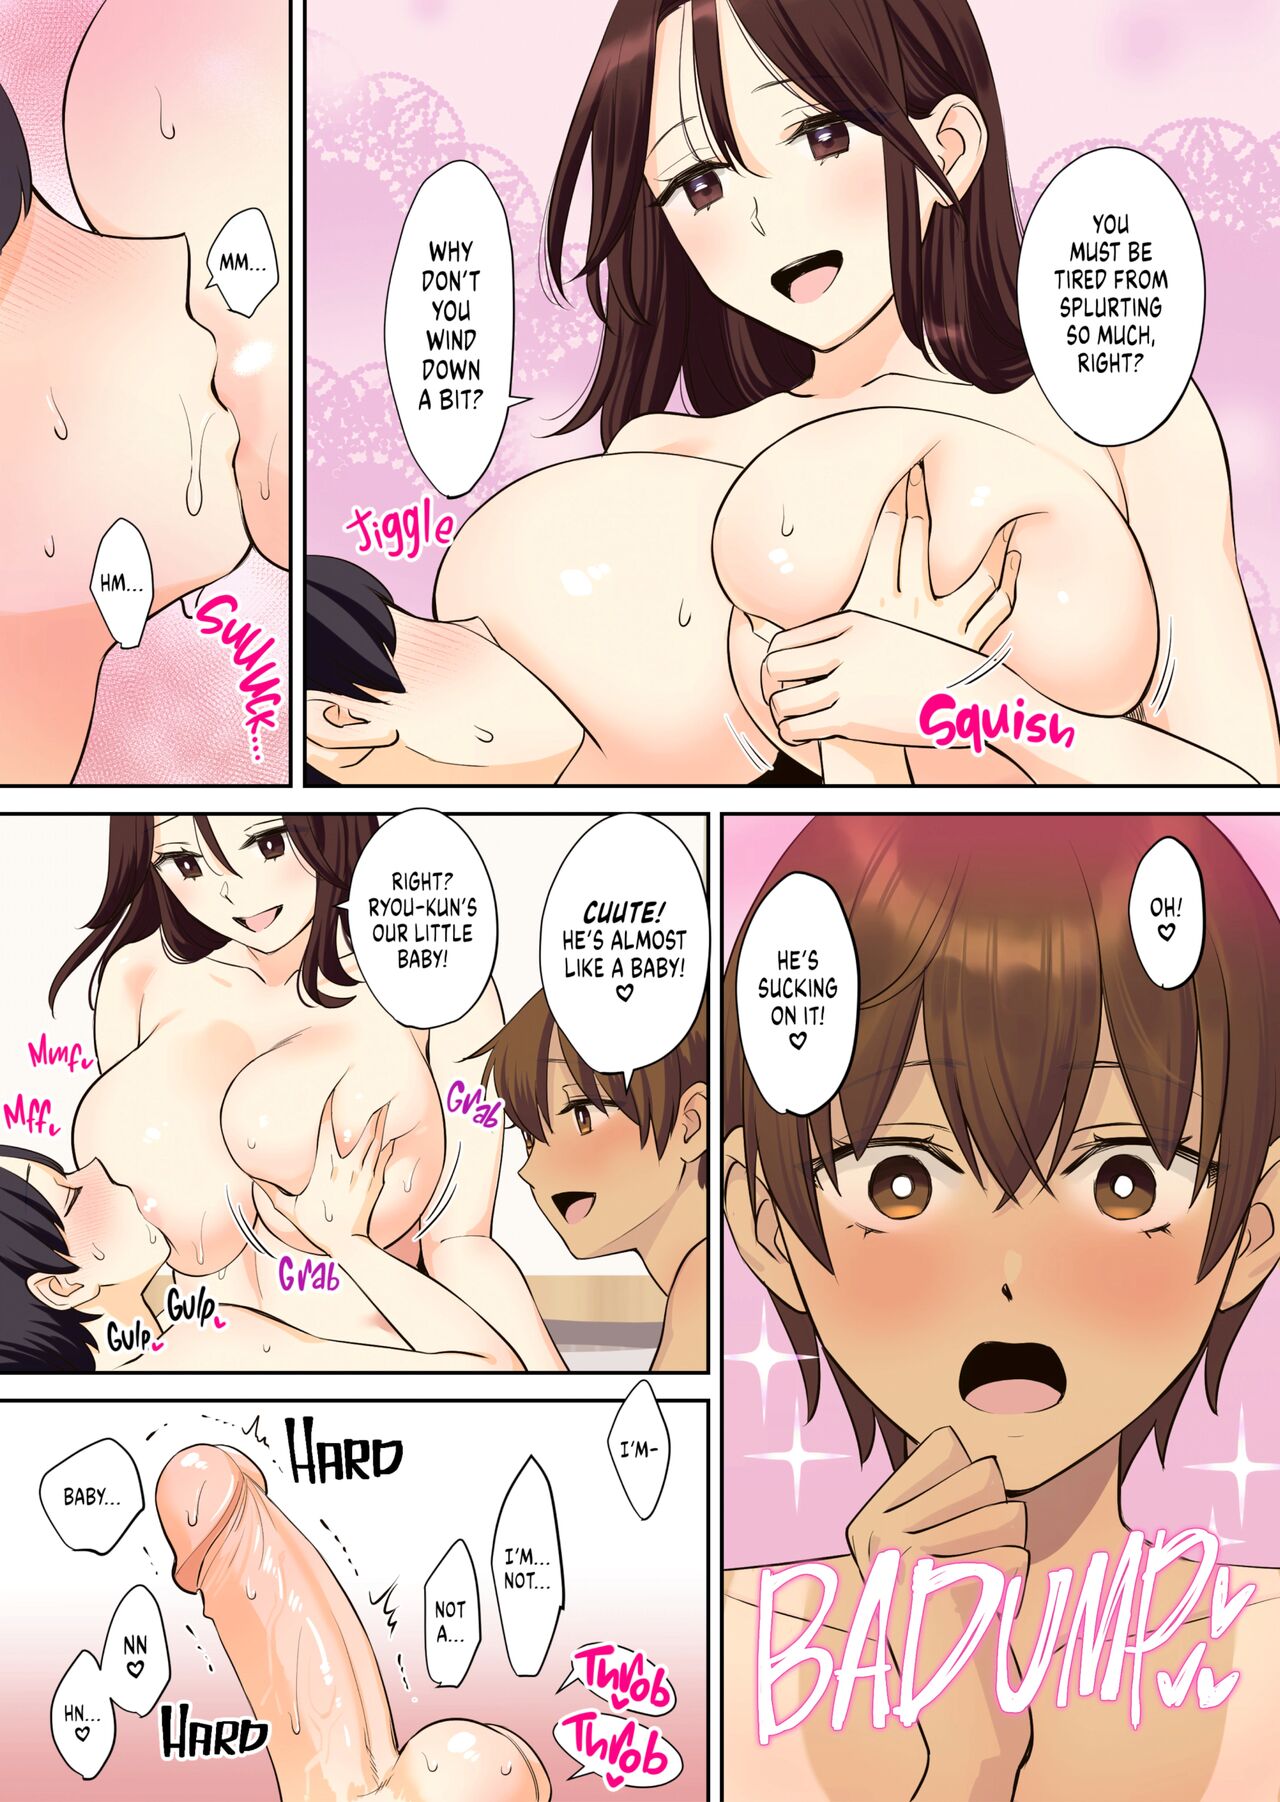 YOU
MUST BE
TIRED FROM
SPLURTING
SO MUCH,
RIGHT?
WHY
DON'T
YOU
WIND
DOWN
A BIT?
Jiggle
Squish
MM...
HM...
SUUUCK...
OH!
♡
HE'S
SUCKING
ON IT!
♡
BADUMP♡
CUUTE!
HE'S ALMOST
LIKE A BABY!
♡
RIGHT?
RYOU-KUN'S
OUR LITTLE
BABY!
Grab
Grab
Mmf♥
Mff♥
Gulp♥
Gulp♥
I'M-
I'M...
NOT...
NOT
A...
BABY...
NN
♡
HN...
♡
HARD
HARD
Throb♥
Throb♥